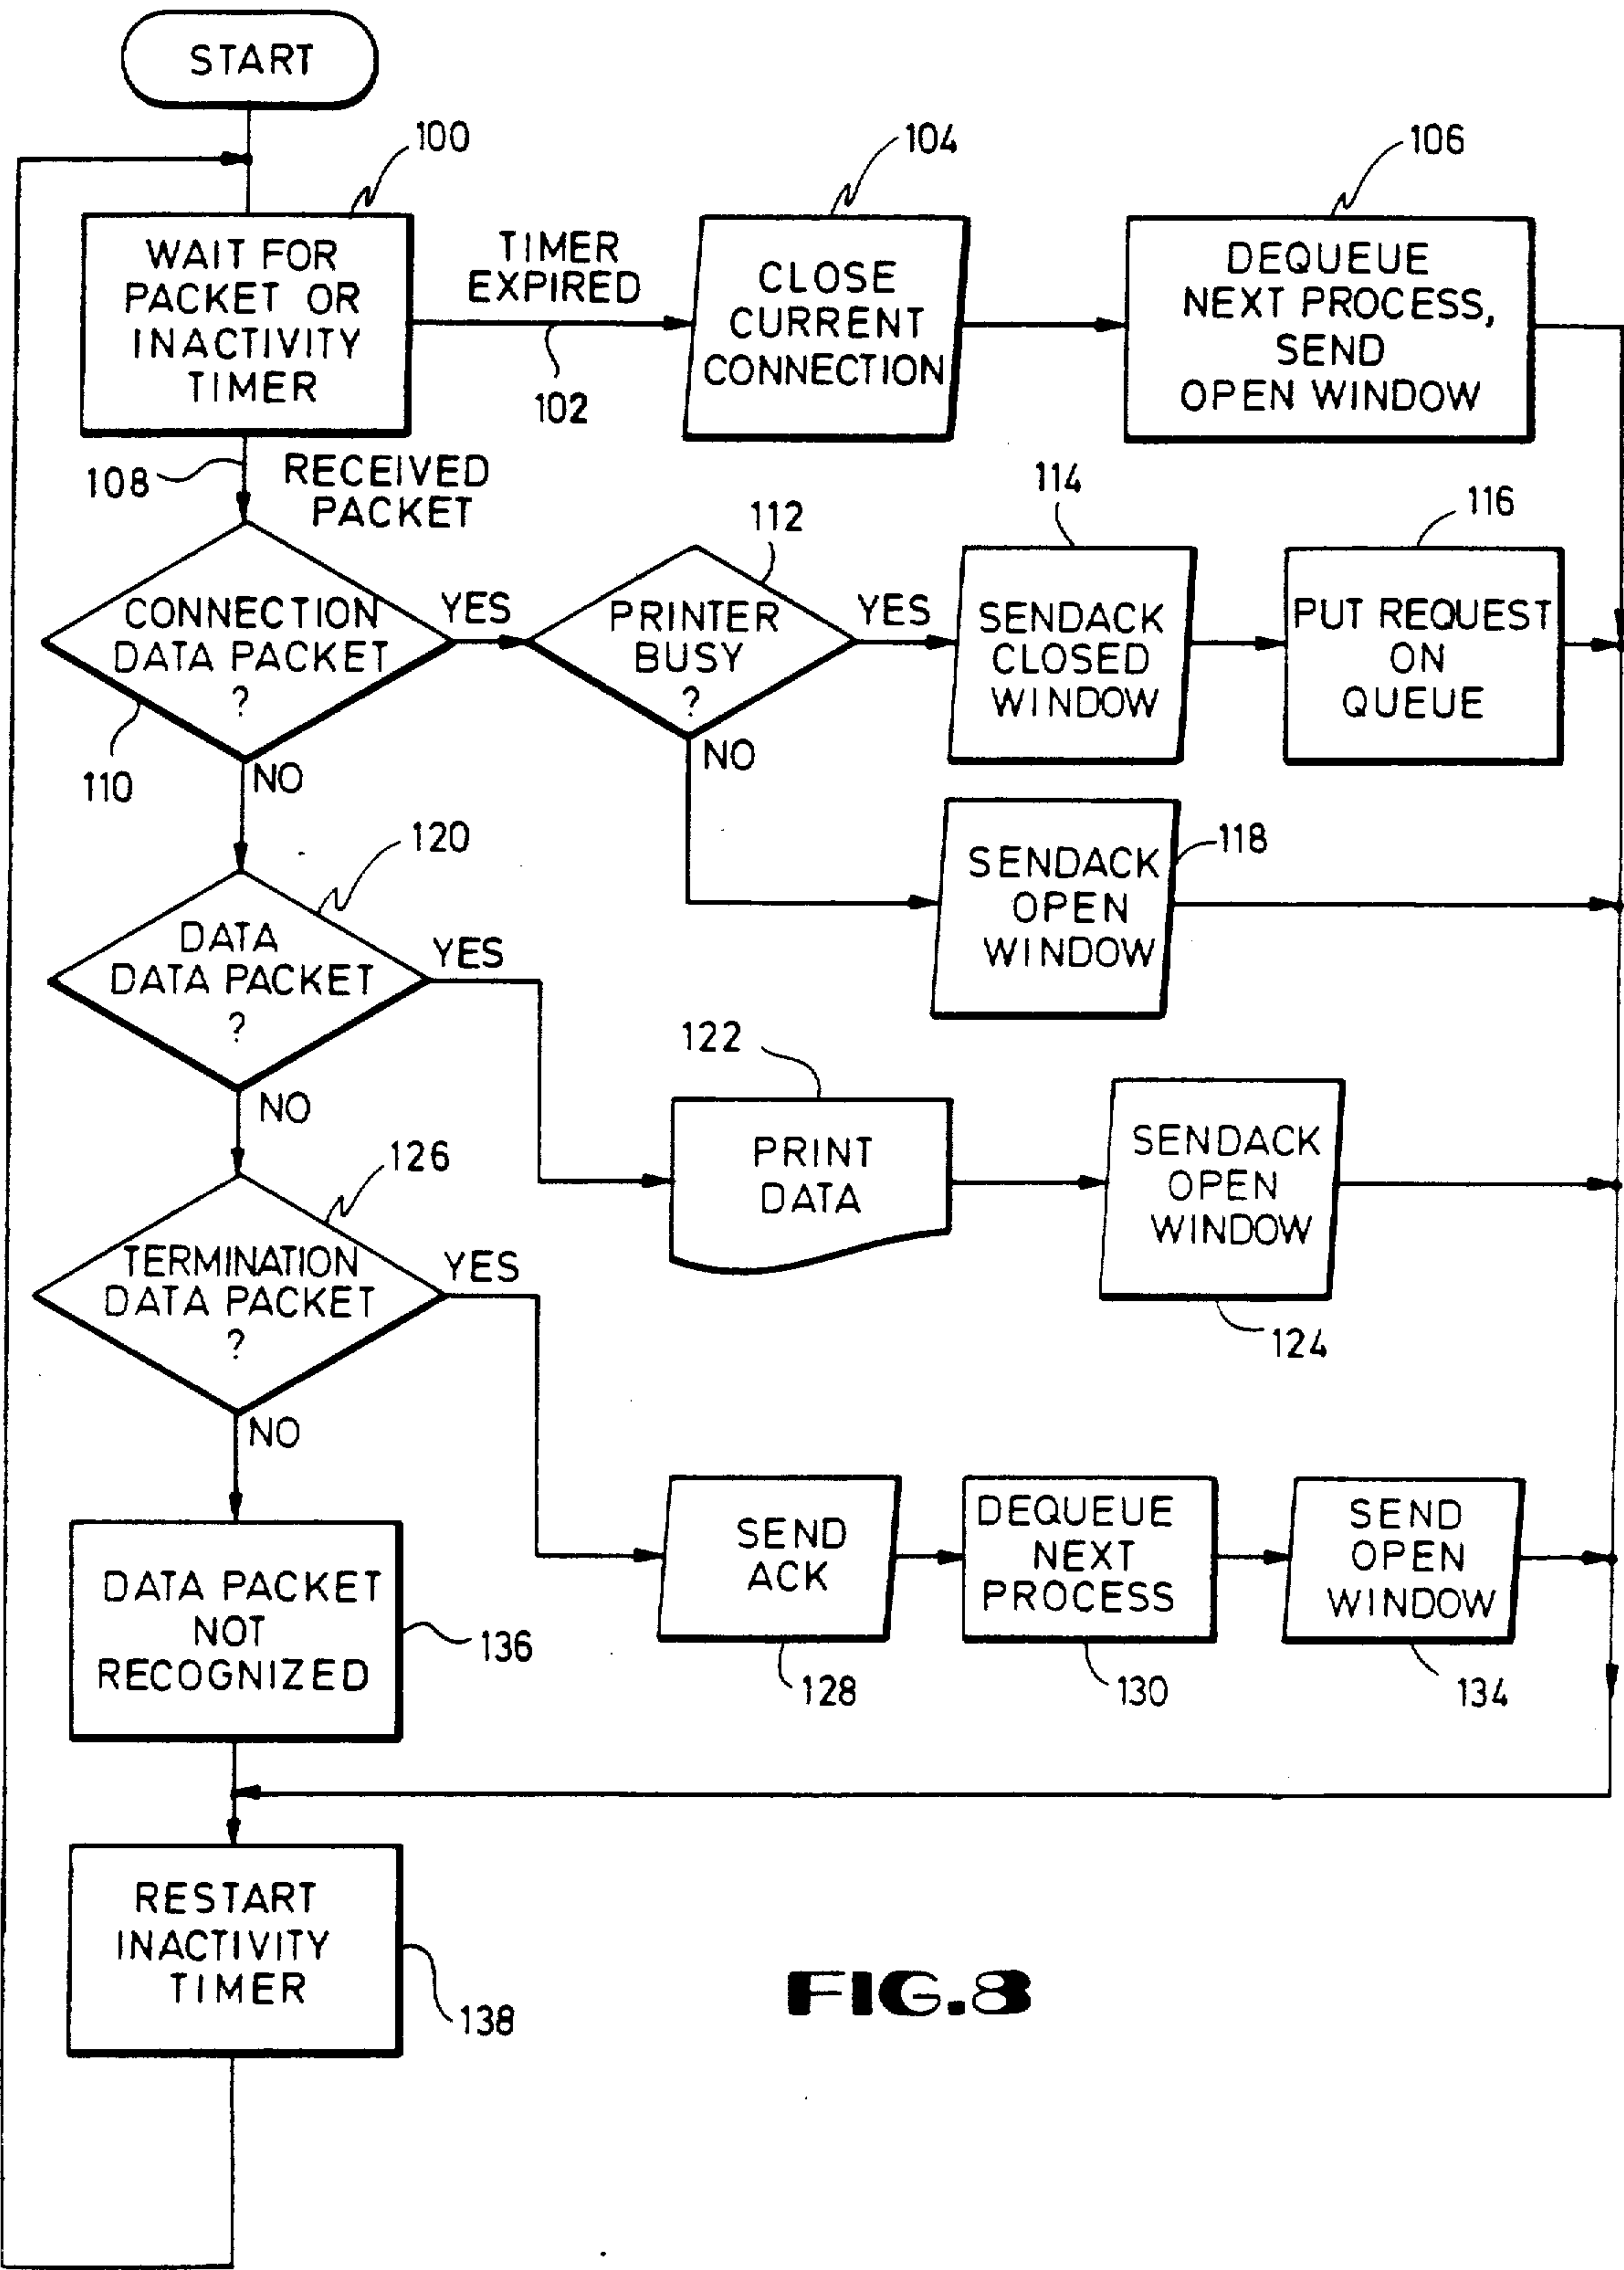 START
100
WAIT FOR
PACKET OR
INACTIVITY
TIMER
TIMER
EXPIRED
102
104
CLOSE
CURRENT
CONNECTION
106
DEQUEUE
NEXT PROCESS,
SEND
OPEN WINDOW
108
RECEIVED
PACKET
CONNECTION
DATA PACKET
?
110
YES
NO
112
PRINTER
BUSY
?
YES
NO
114
SENDACK
CLOSED
WINDOW
116
PUT REQUEST
ON
QUEUE
SENDACK
OPEN
WINDOW
118
120
DATA
DATA PACKET
?
YES
NO
122
PRINT
DATA
SENDACK
OPEN
WINDOW
124
126
TERMINATION
DATA PACKET
?
YES
NO
SEND
ACK
128
DEQUEUE
NEXT
PROCESS
130
SEND
OPEN
WINDOW
134
DATA PACKET
NOT
RECOGNIZED
136
RESTART
INACTIVITY
TIMER
138
FIG.8